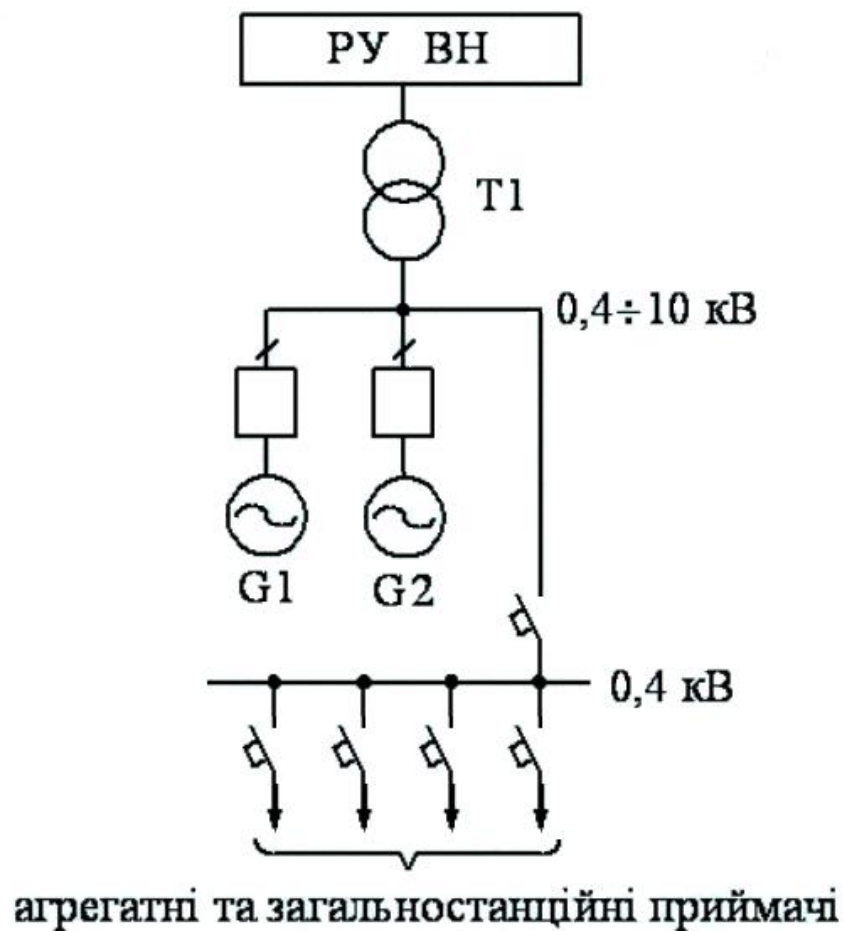 РУ ВН
T1
0,4÷10 кВ
G1
G2
0,4 кВ
агрегатні та загальностанційні приймачі